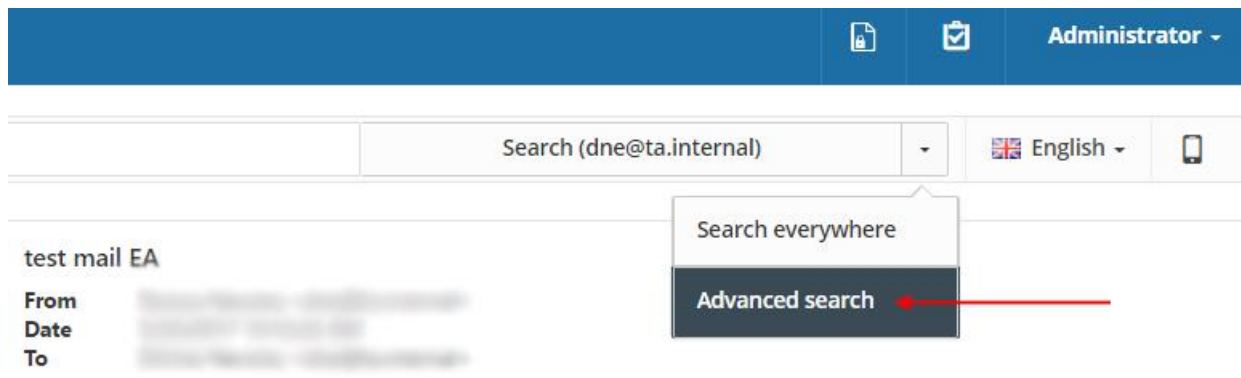 Administrator
Search (dne@ta.internal)
English
Search everywhere
Advanced search
test mail EA
From
Date
To